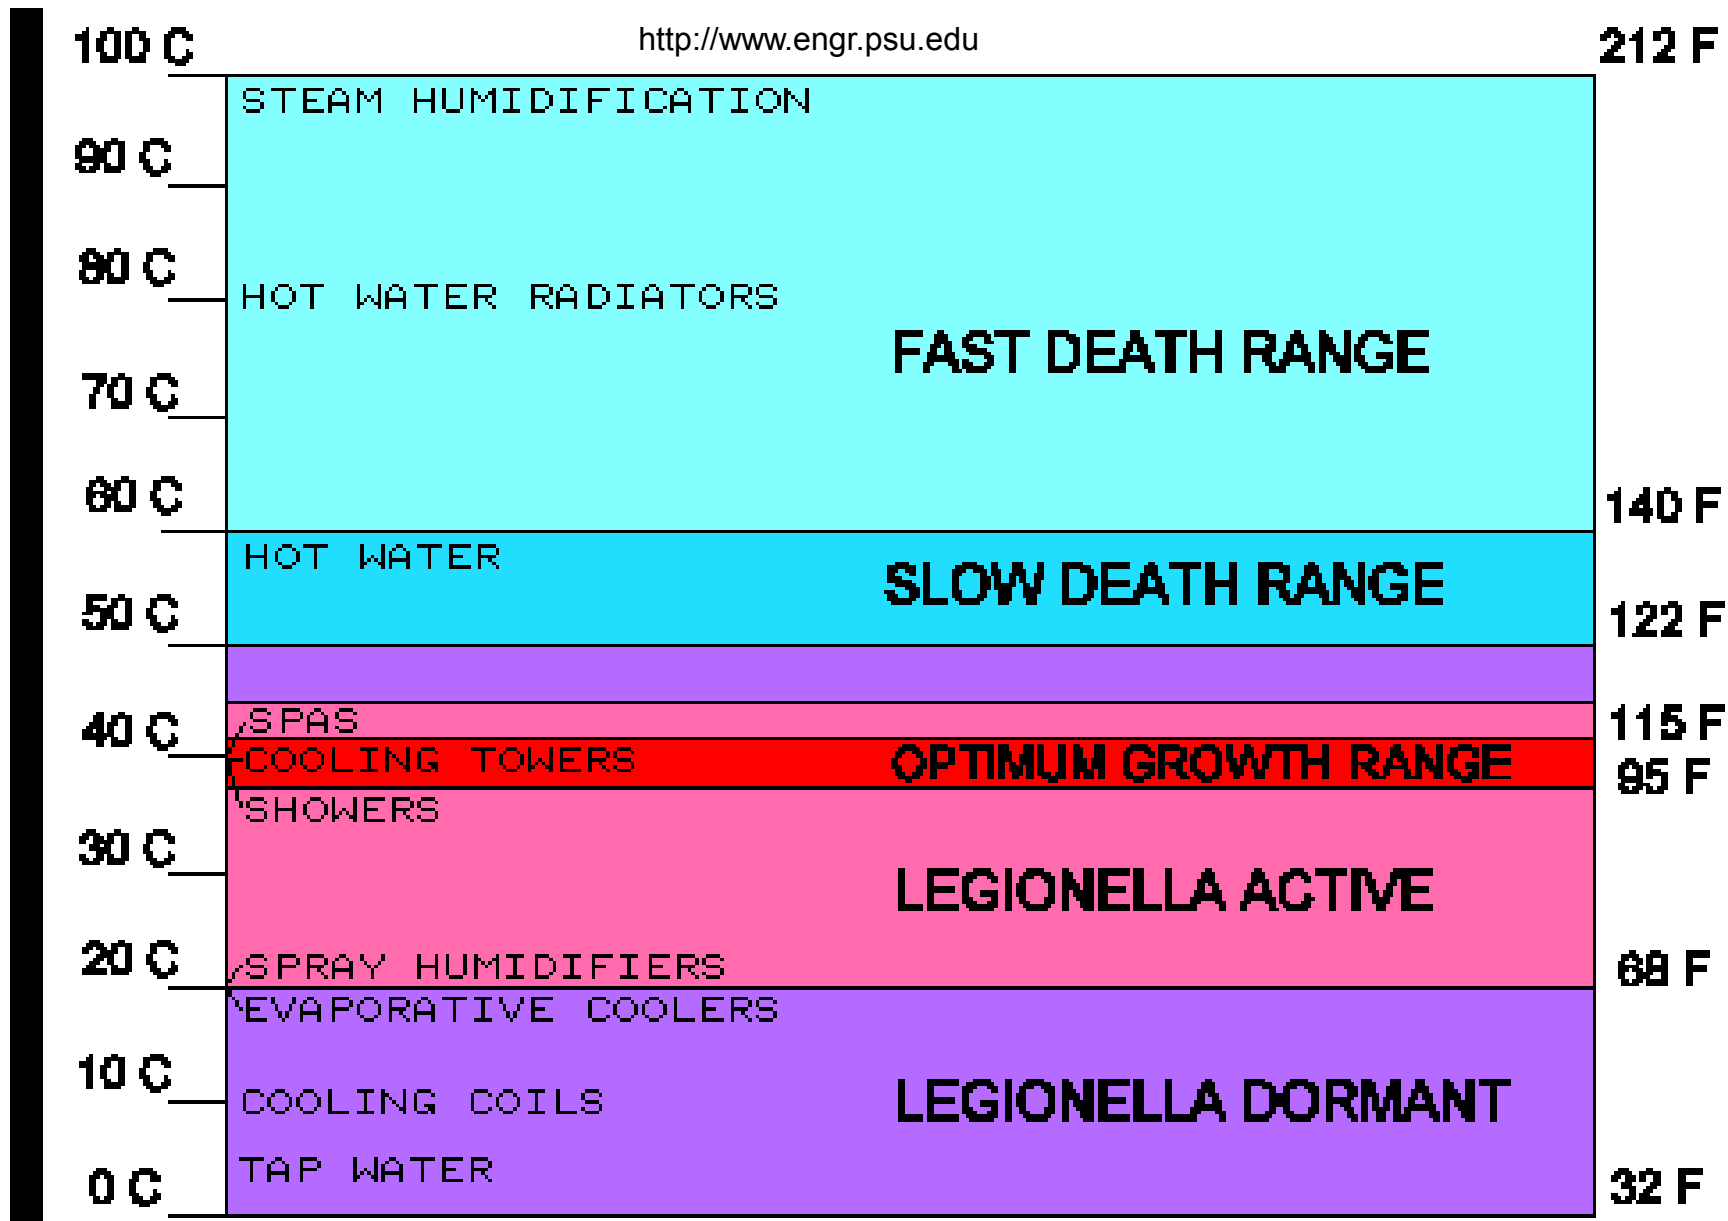 100 C
http://www.engr.psu.edu
212 F
STEAM HUMIDIFICATION
90 C
80 C
HOT WATER RADIATORS
FAST DEATH RANGE
70 C
60 C
140 F
HOT WATER
SLOW DEATH RANGE
50 C
122 F
SPAS
115 F
40 C
COOLING TOWERS
OPTIMUM GROWTH RANGE
95 F
SHOWERS
30 C
LEGIONELLA ACTIVE
20 C
SPRAY HUMIDIFIERS
68 F
EVAPORATIVE COOLERS
10 C
COOLING COILS
LEGIONELLA DORMANT
TAP WATER
0 C
32 F